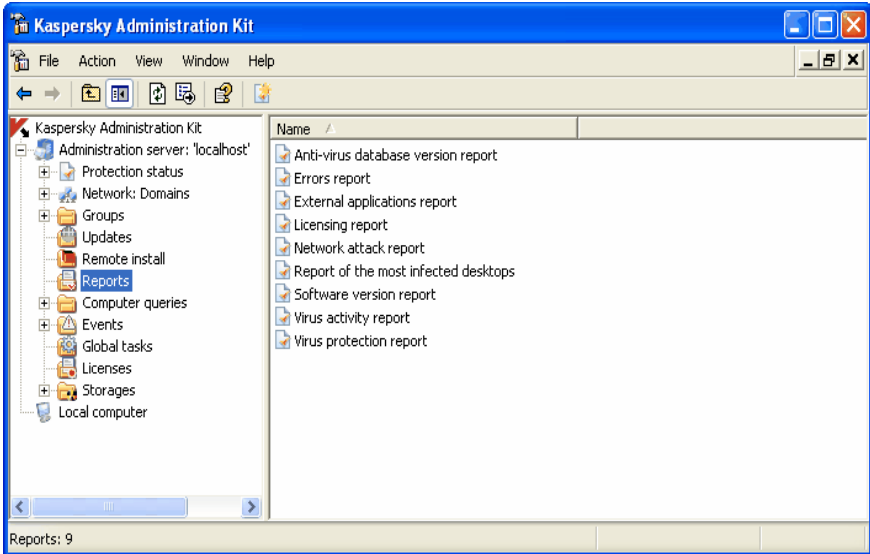 Kaspersky Administration Kit
File Action View Window Help
Kaspersky Administration Kit
Administration server: 'localhost'
Protection status
Network: Domains
Groups
Updates
Remote install
Reports
Computer queries
Events
Global tasks
Licenses
Storages
Local computer
Name
Anti-virus database version report
Errors report
External applications report
Licensing report
Network attack report
Report of the most infected desktops
Software version report
Virus activity report
Virus protection report
Reports: 9